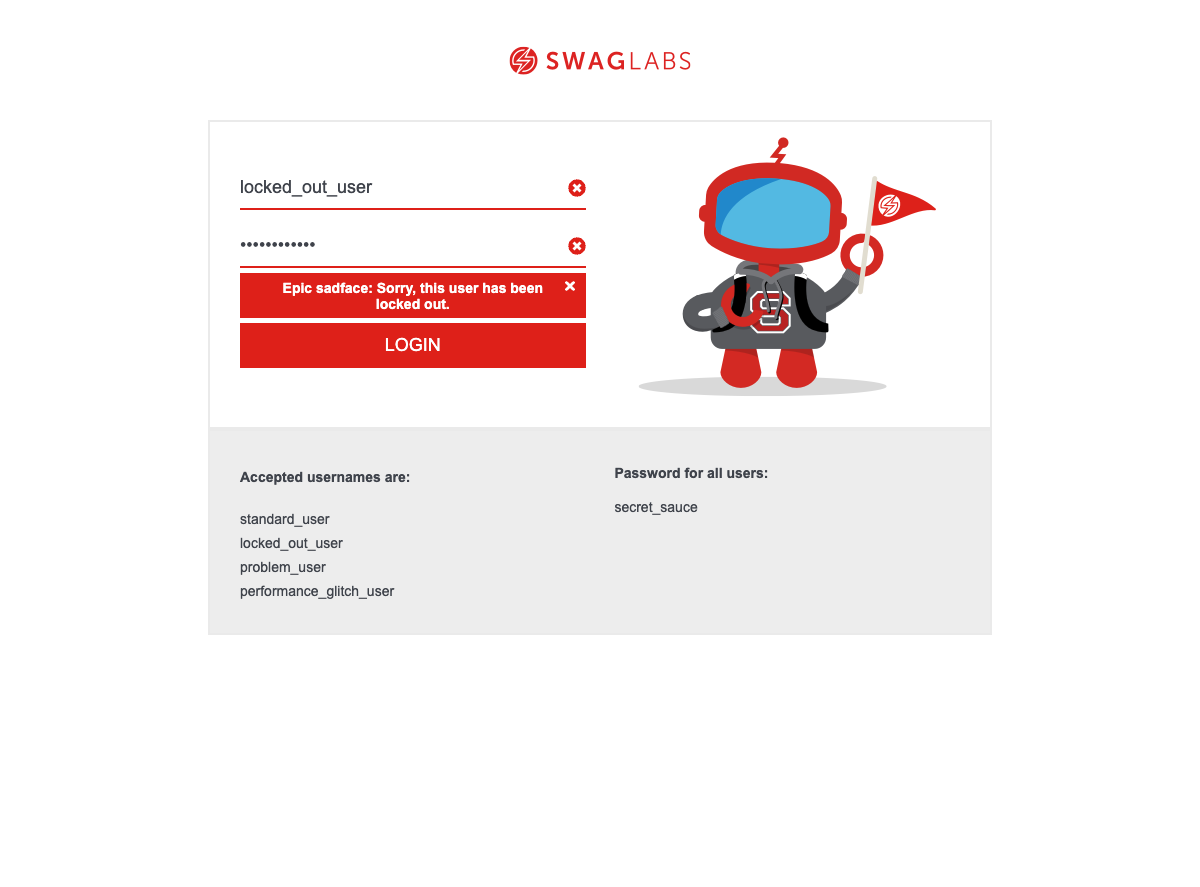 SWAGLABS
locked_out_user
••••••••••••
Epic sadface: Sorry, this user has been
locked out.
LOGIN
S
Accepted usernames are:
standard_user
locked_out_user
problem_user
performance_glitch_user
Password for all users:
secret_sauce